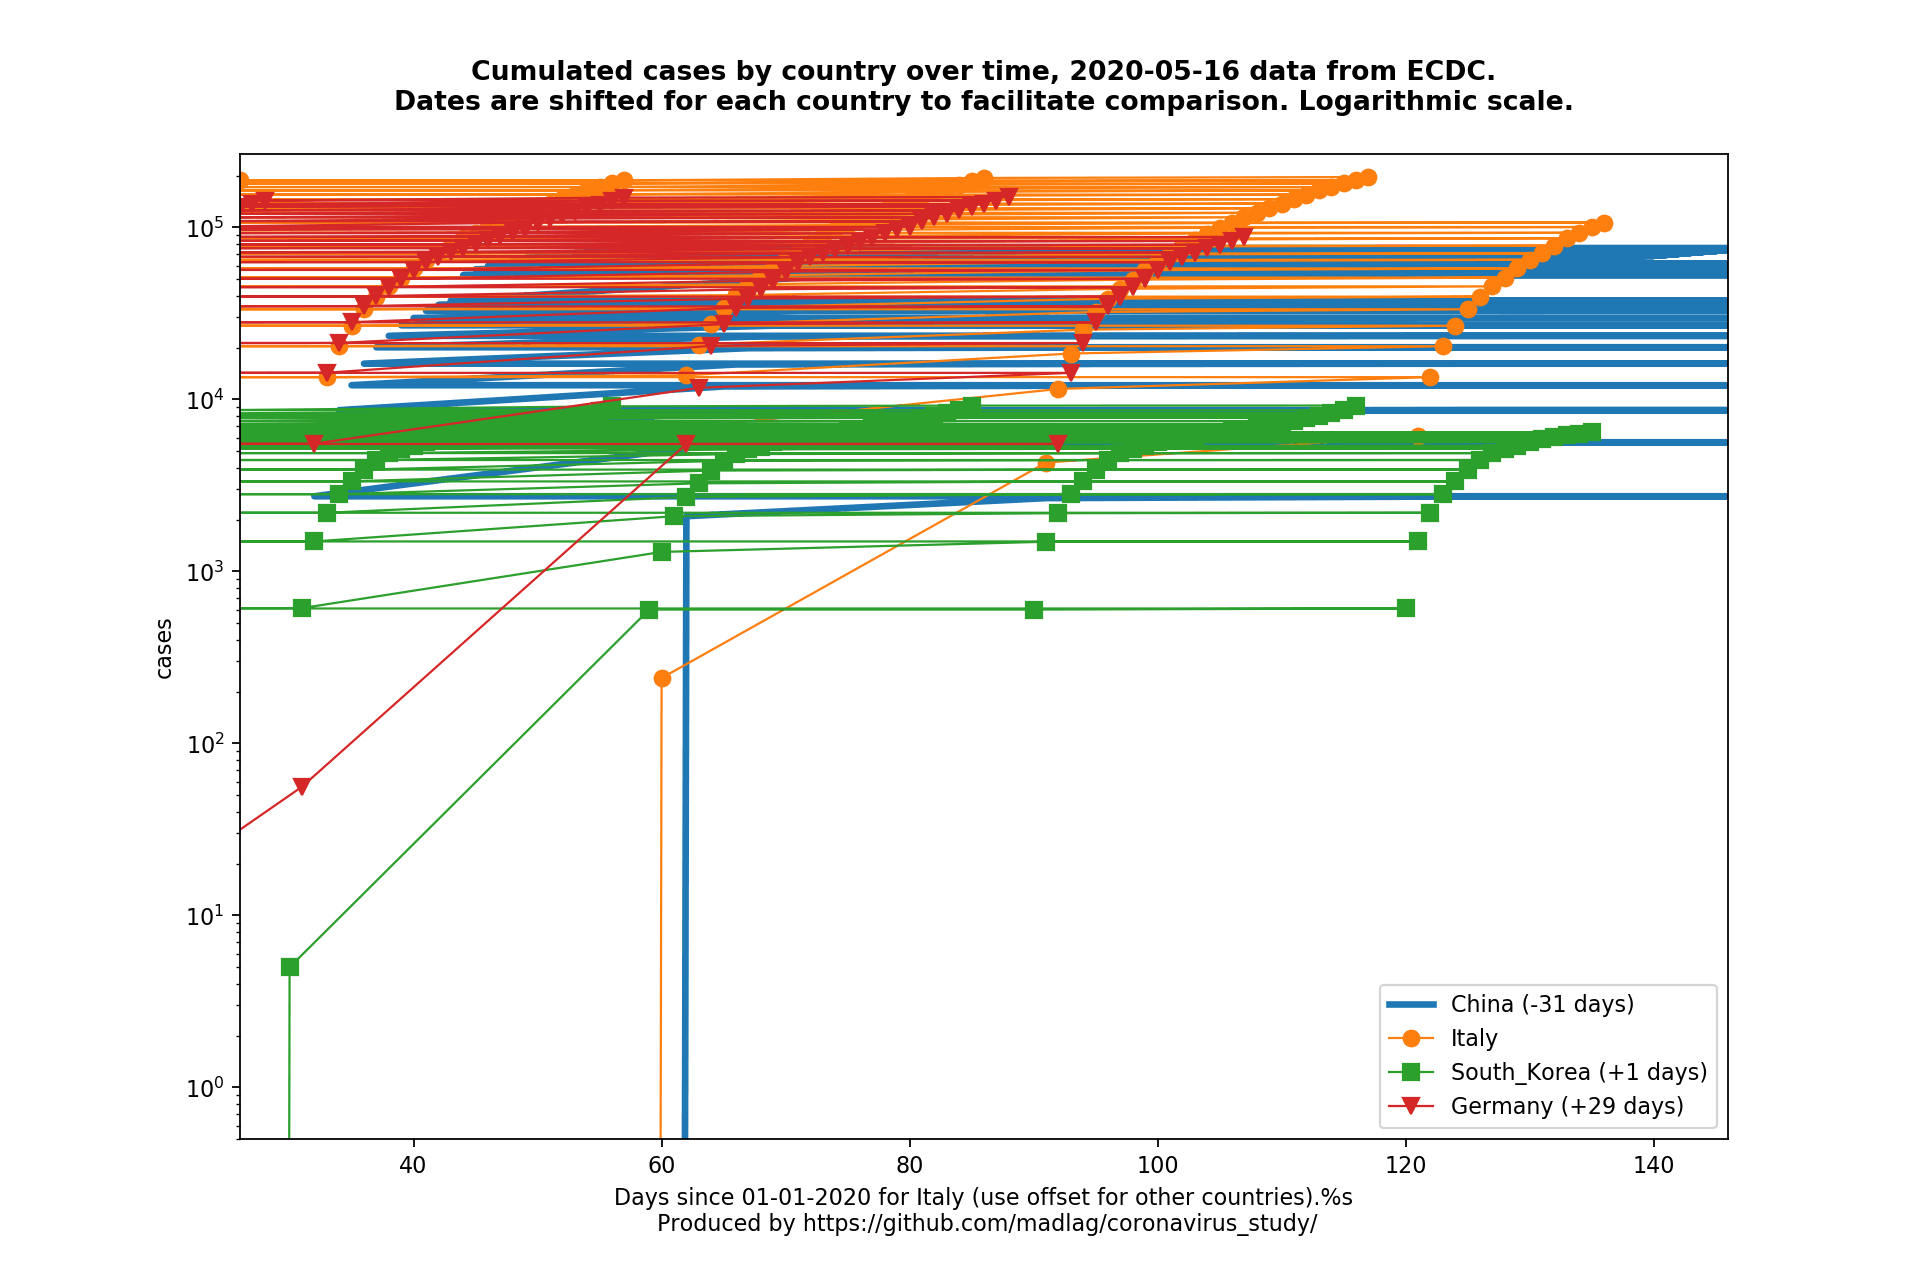 Cumulated cases by country over time, 2020-05-16 data from ECDC.
Dates are shifted for each country to facilitate comparison. Logarithmic scale.
10^5
10^4
10^3
10^2
10^1
10^0
cases
40 60 80 100 120 140
Days since 01-01-2020 for Italy (use offset for other countries).%s
Produced by https://github.com/madlag/coronavirus_study/
China (-31 days)
Italy
South_Korea (+1 days)
Germany (+29 days)